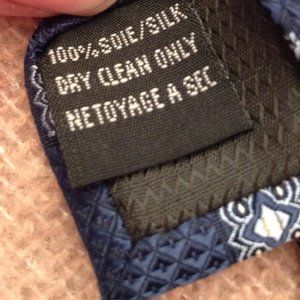 100% SOIE/SILK
DRY CLEAN ONLY
NETOYAGE A SEC